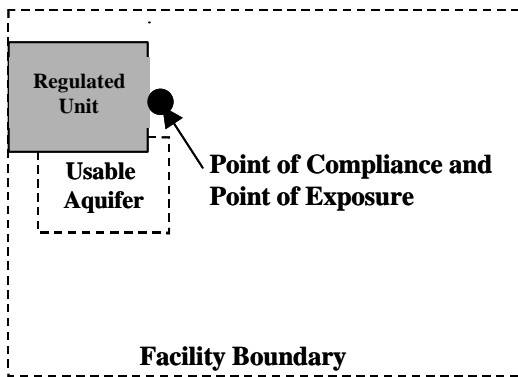 Regulated
Unit
Usable
Aquifer
Point of Compliance and
Point of Exposure
Facility Boundary